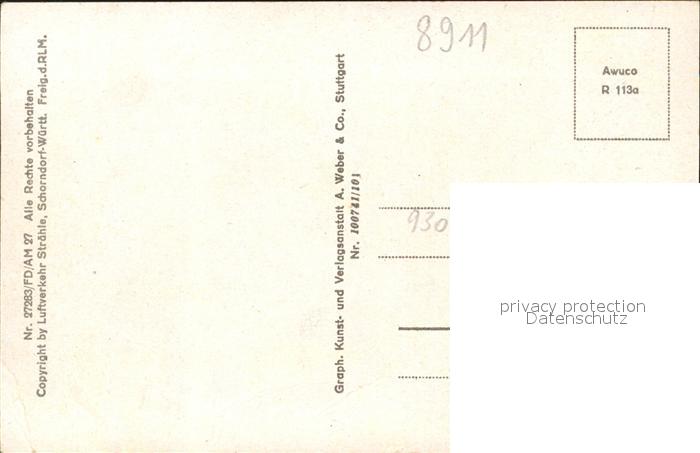 Nr. 27283/FD/AM 27 Alle Rechte vorbehalten
Copyright by Luftverkehr Strähle, Schorndorf-Württ. Freig.d.RLM.
Graph. Kunst- und Verlagsanstalt A. Weber & Co., Stuttgart
Nr. 100741/101
8911
Awuco
R 113a
930
privacy protection
Datenschutz